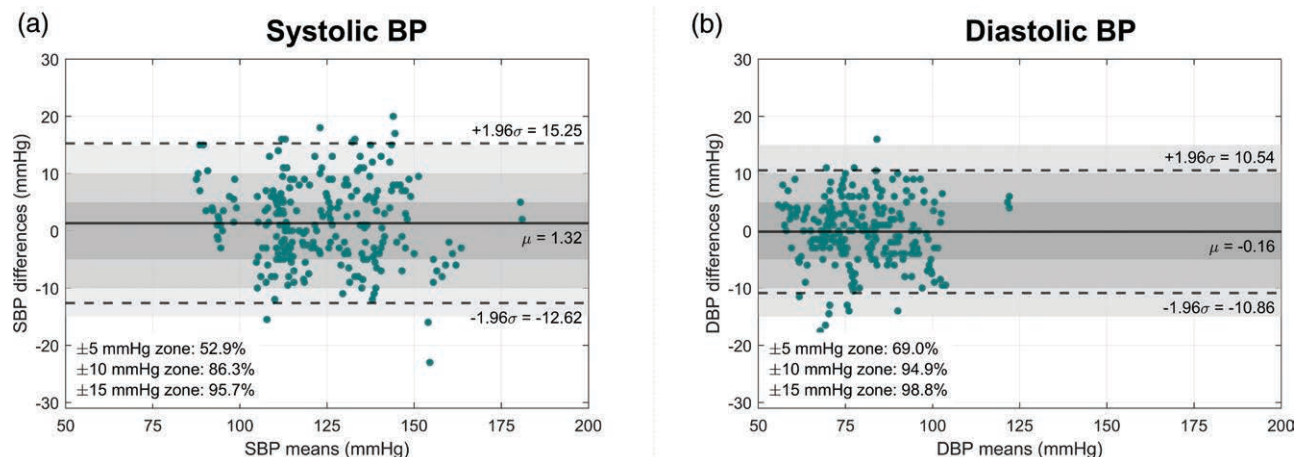 (a)
Systolic BP
30
20
10
0
-10
-20
-30
SBP differences (mmHg)
+1.96σ = 15.25
μ = 1.32
-1.96σ = -12.62
±5 mmHg zone: 52.9%
±10 mmHg zone: 86.3%
±15 mmHg zone: 95.7%
50 75 100 125 150 175 200
SBP means (mmHg)
(b)
Diastolic BP
30
20
10
0
-10
-20
-30
DBP differences (mmHg)
+1.96σ = 10.54
μ = -0.16
-1.96σ = -10.86
±5 mmHg zone: 69.0%
±10 mmHg zone: 94.9%
±15 mmHg zone: 98.8%
50 75 100 125 150 175 200
DBP means (mmHg)